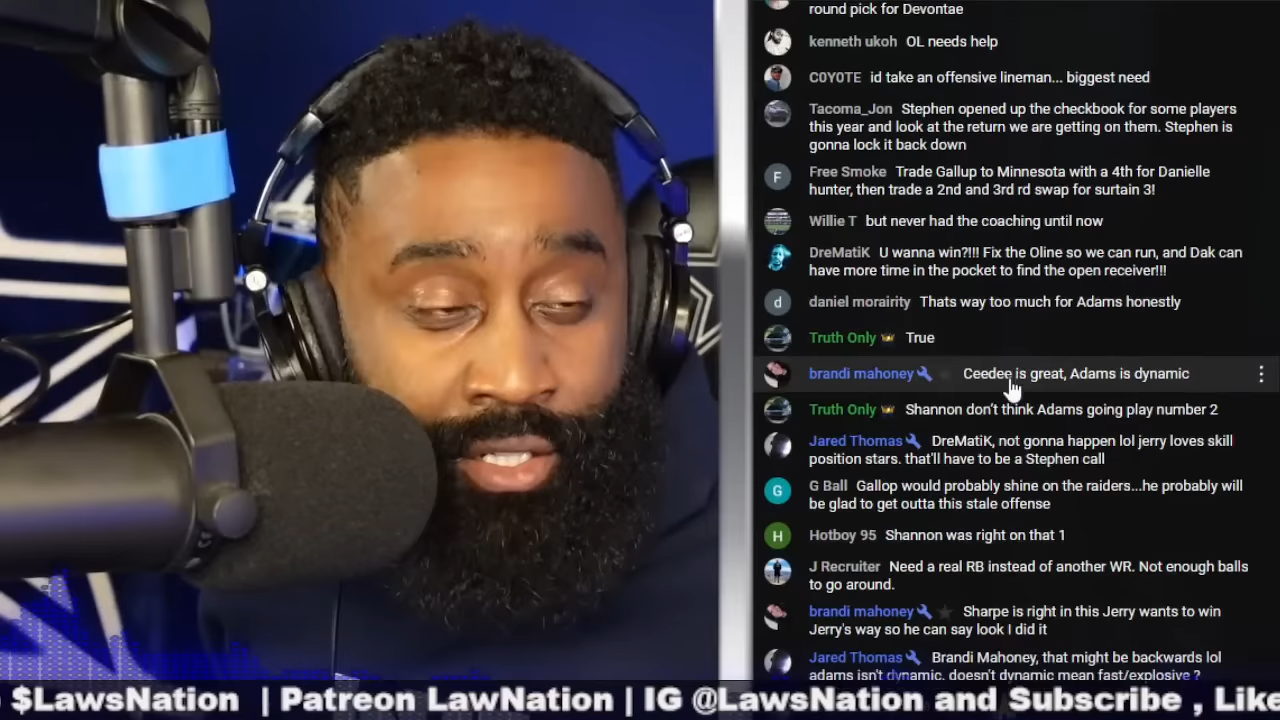 round pick for Devontae
kenneth ukoh OL needs help
C0YOTE id take an offensive lineman... biggest need
Tacoma_Jon Stephen opened up the checkbook for some players
this year and look at the return we are getting on them. Stephen is
gonna lock it back down
F Free Smoke Trade Gallup to Minnesota with a 4th for Danielle
hunter, then trade a 2nd and 3rd rd swap for surtain 3!
Willie T but never had the coaching until now
DreMatiK U wanna win?!!! Fix the Oline so we can run, and Dak can
have more time in the pocket to find the open receiver!!!
d daniel morairity Thats way too much for Adams honestly
Truth Only True
brandi mahoney Ceedee is great, Adams is dynamic
Truth Only Shannon don't think Adams going play number 2
Jared Thomas DreMatiK, not gonna happen lol jerry loves skill
position stars. that'll have to be a Stephen call
G G Ball Gallop would probably shine on the raiders...he probably will
be glad to get outta this stale offense
H Hotboy 95 Shannon was right on that 1
J Recruiter Need a real RB instead of another WR. Not enough balls
to go around.
brandi mahoney Sharpe is right in this Jerry wants to win
Jerry's way so he can say look I did it
Jared Thomas Brandi Mahoney, that might be backwards lol
adams isn't dynamic. doesn't dynamic mean fast/explosive?
$LawsNation | Patreon LawNation | IG @LawsNation and Subscribe , Like